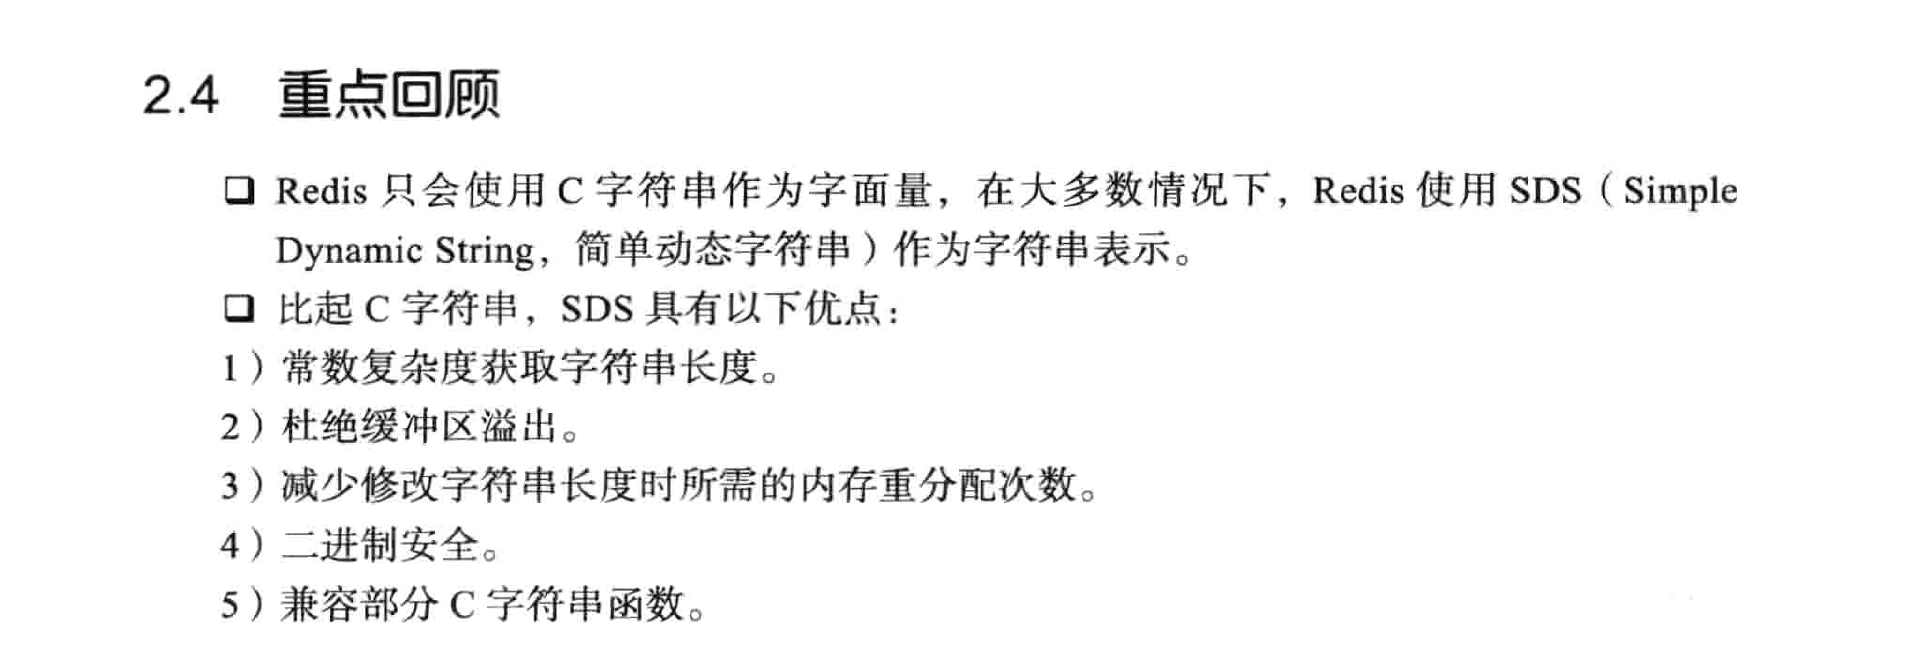 2.4 重点回顾
❑ Redis 只会使用 C 字符串作为字面量，在大多数情况下，Redis 使用 SDS（Simple
Dynamic String，简单动态字符串）作为字符串表示。
❑ 比起 C 字符串，SDS 具有以下优点：
1）常数复杂度获取字符串长度。
2）杜绝缓冲区溢出。
3）减少修改字符串长度时所需的内存重分配次数。
4）二进制安全。
5）兼容部分 C 字符串函数。